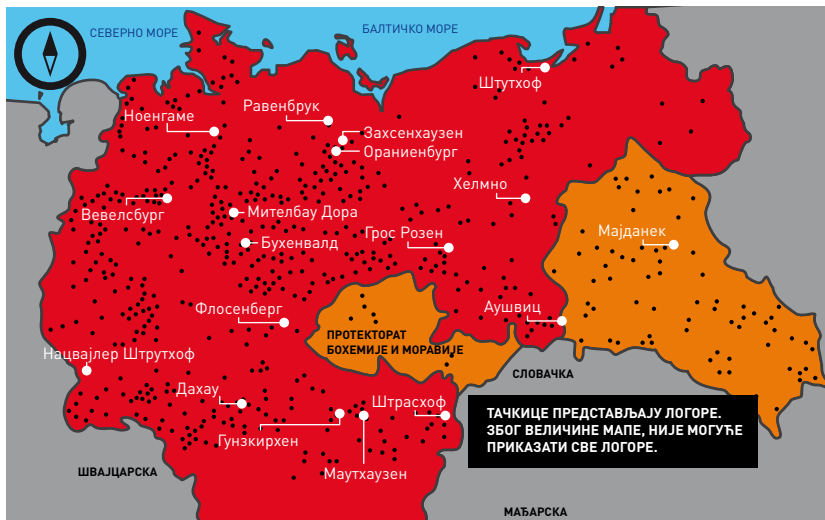 СЕВЕРНО МОРЕ
БАЛТИЧКО МОРЕ
Штутхоф
Равенбрук
Ноенгаме
Захсенхаузен
Ораниенбург
Хелмно
Вевелсбург
Мителбау Дора
Бухенвалд
Грос Розен
Мајданек
Флосенберг
Аушвиц
ПРОТЕКТОРАТ
БОХЕМИЈЕ И МОРАВИЈЕ
Нацвајлер Штрутхоф
СЛОВАЧКА
Дахау
Штрасхоф
Гунзкирхен
ТАЧКИЦЕ ПРЕДСТАВЉАЈУ ЛОГОРЕ.
ЗБОГ ВЕЛИЧИНЕ МАПЕ, НИЈЕ МОГУЋЕ
ПРИКАЗАТИ СВЕ ЛОГОРЕ.
ШВАЈЦАРСКА
Маутхаузен
МАЂАРСКА